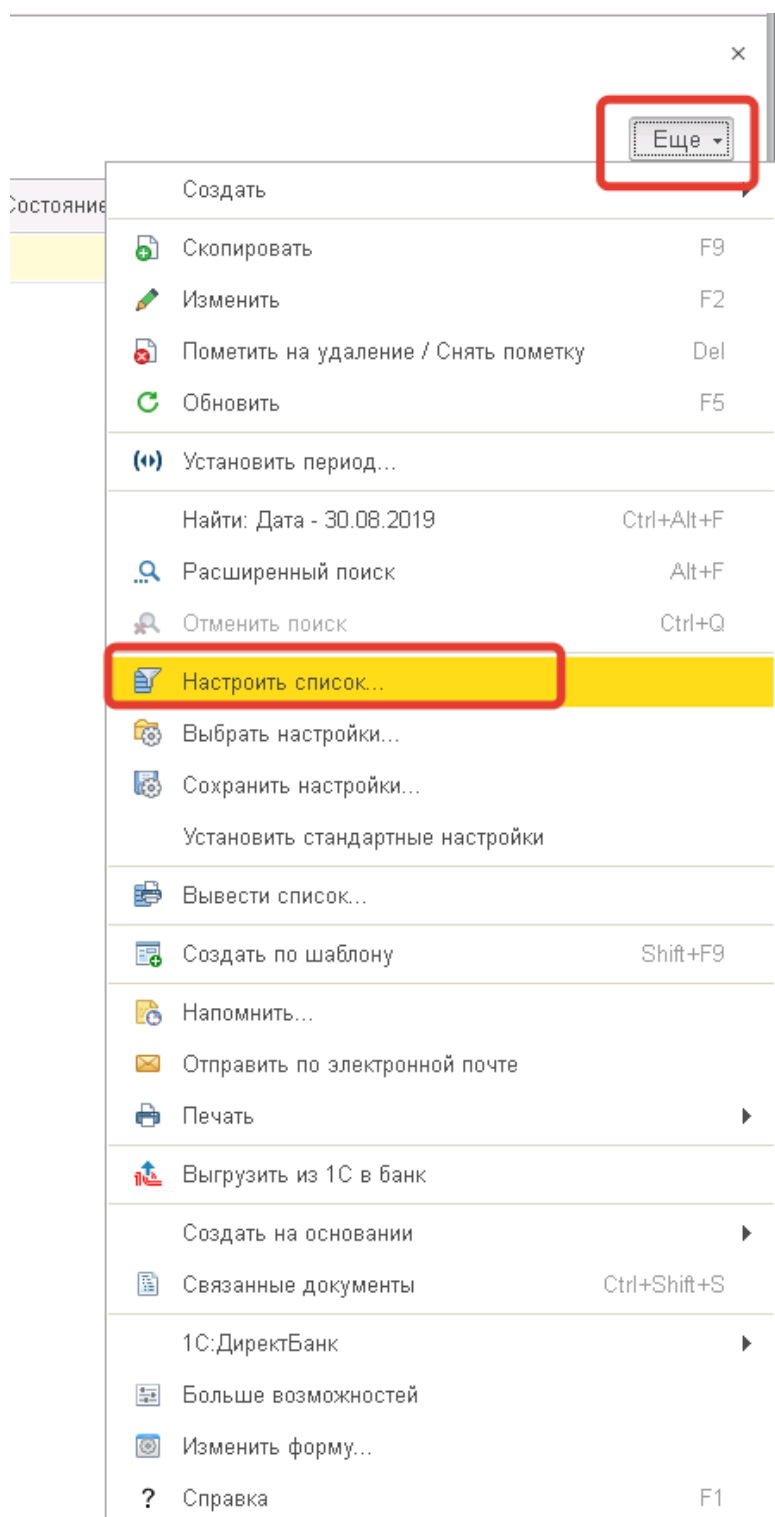 Еще
Состояние
Создать
Скопировать F9
Изменить F2
Пометить на удаление / Снять пометку Del
Обновить F5
Установить период...
Найти: Дата - 30.08.2019 Ctrl+Alt+F
Расширенный поиск Alt+F
Отменить поиск Ctrl+Q
Настроить список...
Выбрать настройки...
Сохранить настройки...
Установить стандартные настройки
Вывести список...
Создать по шаблону Shift+F9
Напомнить...
Отправить по электронной почте
Печать
Выгрузить из 1С в банк
Создать на основании
Связанные документы Ctrl+Shift+S
1С:ДиректБанк
Больше возможностей
Изменить форму...
? Справка F1